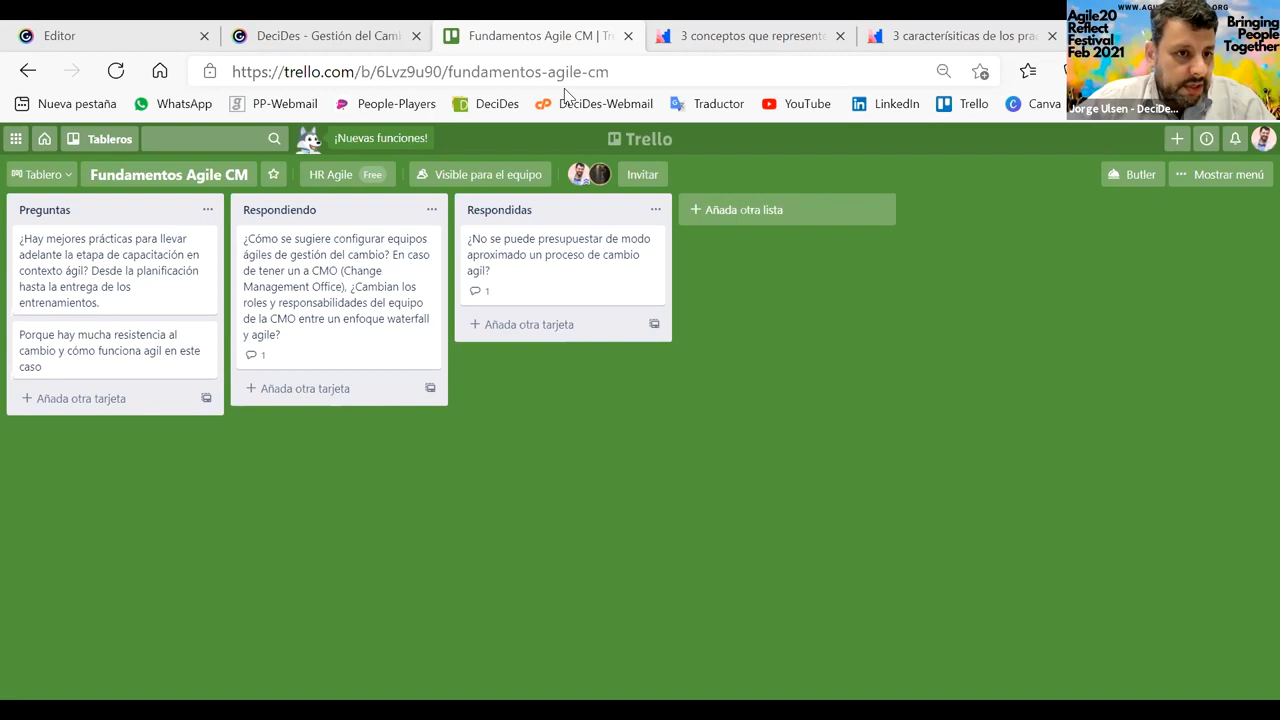 Editor
DeciDes - Gestión del Cam
Fundamentos Agile CM | Tr
3 conceptos que represent
3 carecterísiticas de los pra
https://trello.com/b/6Lvz9u90/fundamentos-agile-cm
Nueva pestaña
WhatsApp
PP-Webmail
People-Players
DeciDes
DeciDes-Webmail
Traductor
YouTube
LinkedIn
Trello
Canva
Agile20
Reflect
Festival
Feb 2021
Bringing
People
Together
Jorge Ulsen - DeciDe...
Tableros
¡Nuevas funciones!
Trello
Tablero
Fundamentos Agile CM
HR Agile
Free
Visible para el equipo
Invitar
Butler
Mostrar menú
Preguntas
¿Hay mejores prácticas para llevar
adelante la etapa de capacitación en
contexto ágil? Desde la planificación
hasta la entrega de los
entrenamientos.
Porque hay mucha resistencia al
cambio y cómo funciona agíl en este
caso
+ Añada otra tarjeta
Respondiendo
¿Cómo se sugiere configurar equipos
ágiles de gestión del cambio? En caso
de tener un a CMO (Change
Management Office), ¿Cambian los
roles y responsabilidades del equipo
de la CMO entre un enfoque waterfall
y agile?
1
+ Añada otra tarjeta
Respondidas
¿No se puede presupuestar de modo
aproximado un proceso de cambio
agil?
1
+ Añada otra tarjeta
+ Añada otra lista